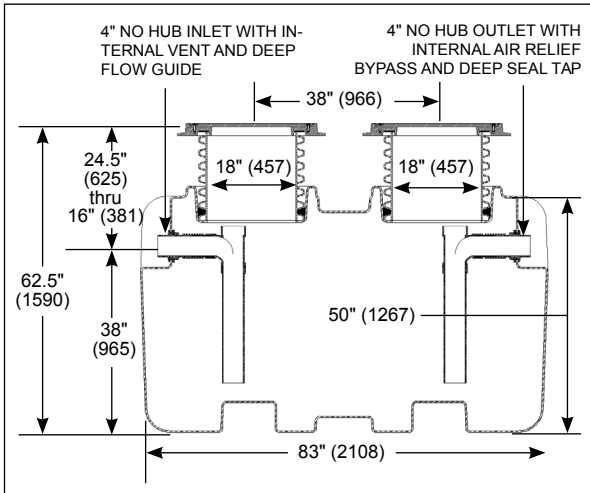 4" NO HUB INLET WITH IN-
TERNAL VENT AND DEEP
FLOW GUIDE
4" NO HUB OUTLET WITH
INTERNAL AIR RELIEF
BYPASS AND DEEP SEAL TAP
38" (966)
24.5"
(625)
thru
16" (381)
18" (457)
18" (457)
62.5"
(1590)
38"
(965)
50" (1267)
83" (2108)